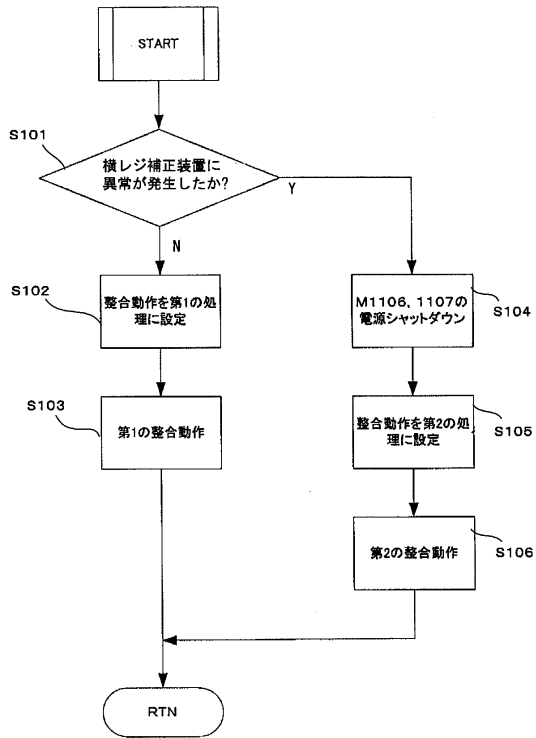 START
S101
横レジ補正装置に
異常が発生したか?
Y
N
S102
整合動作を第1の処
理に設定
S103
第1の整合動作
M1106, 1107の
電源シャットダウン
S104
整合動作を第2の処
理に設定
S105
第2の整合動作
S106
RTN